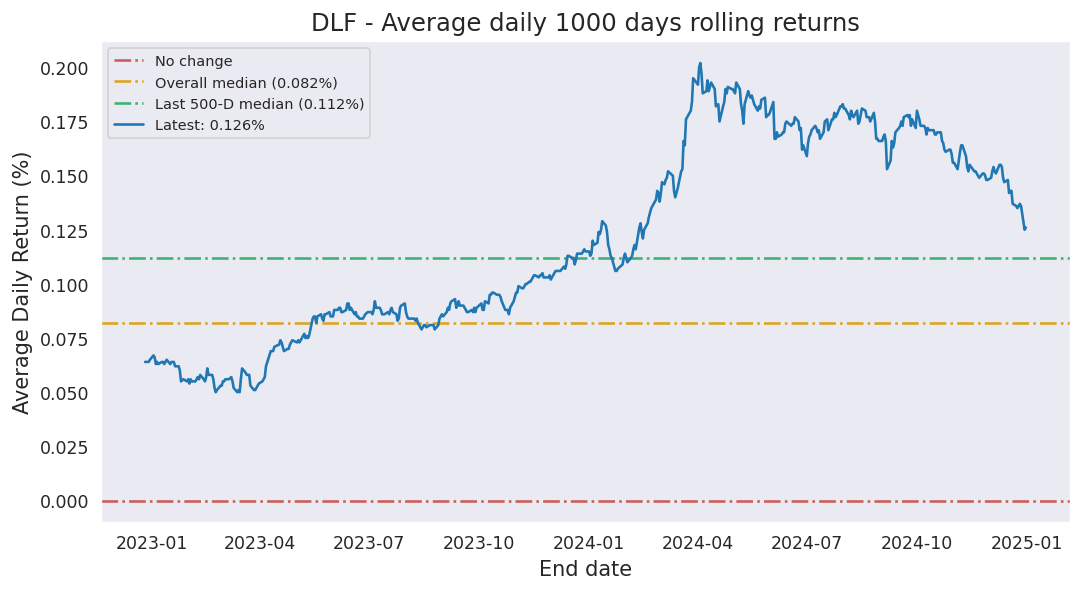 DLF - Average daily 1000 days rolling returns
No change
Overall median (0.082%)
Last 500-D median (0.112%)
Latest: 0.126%
Average Daily Return (%)
0.200
0.175
0.150
0.125
0.100
0.075
0.050
0.025
0.000
2023-01 2023-04 2023-07 2023-10 2024-01 2024-04 2024-07 2024-10 2025-01
End date